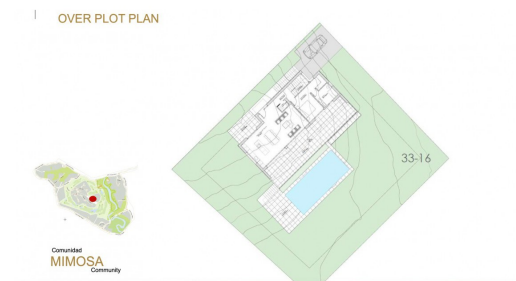 OVER PLOT PLAN
33-16
Comunidad
MIMOSA
Community